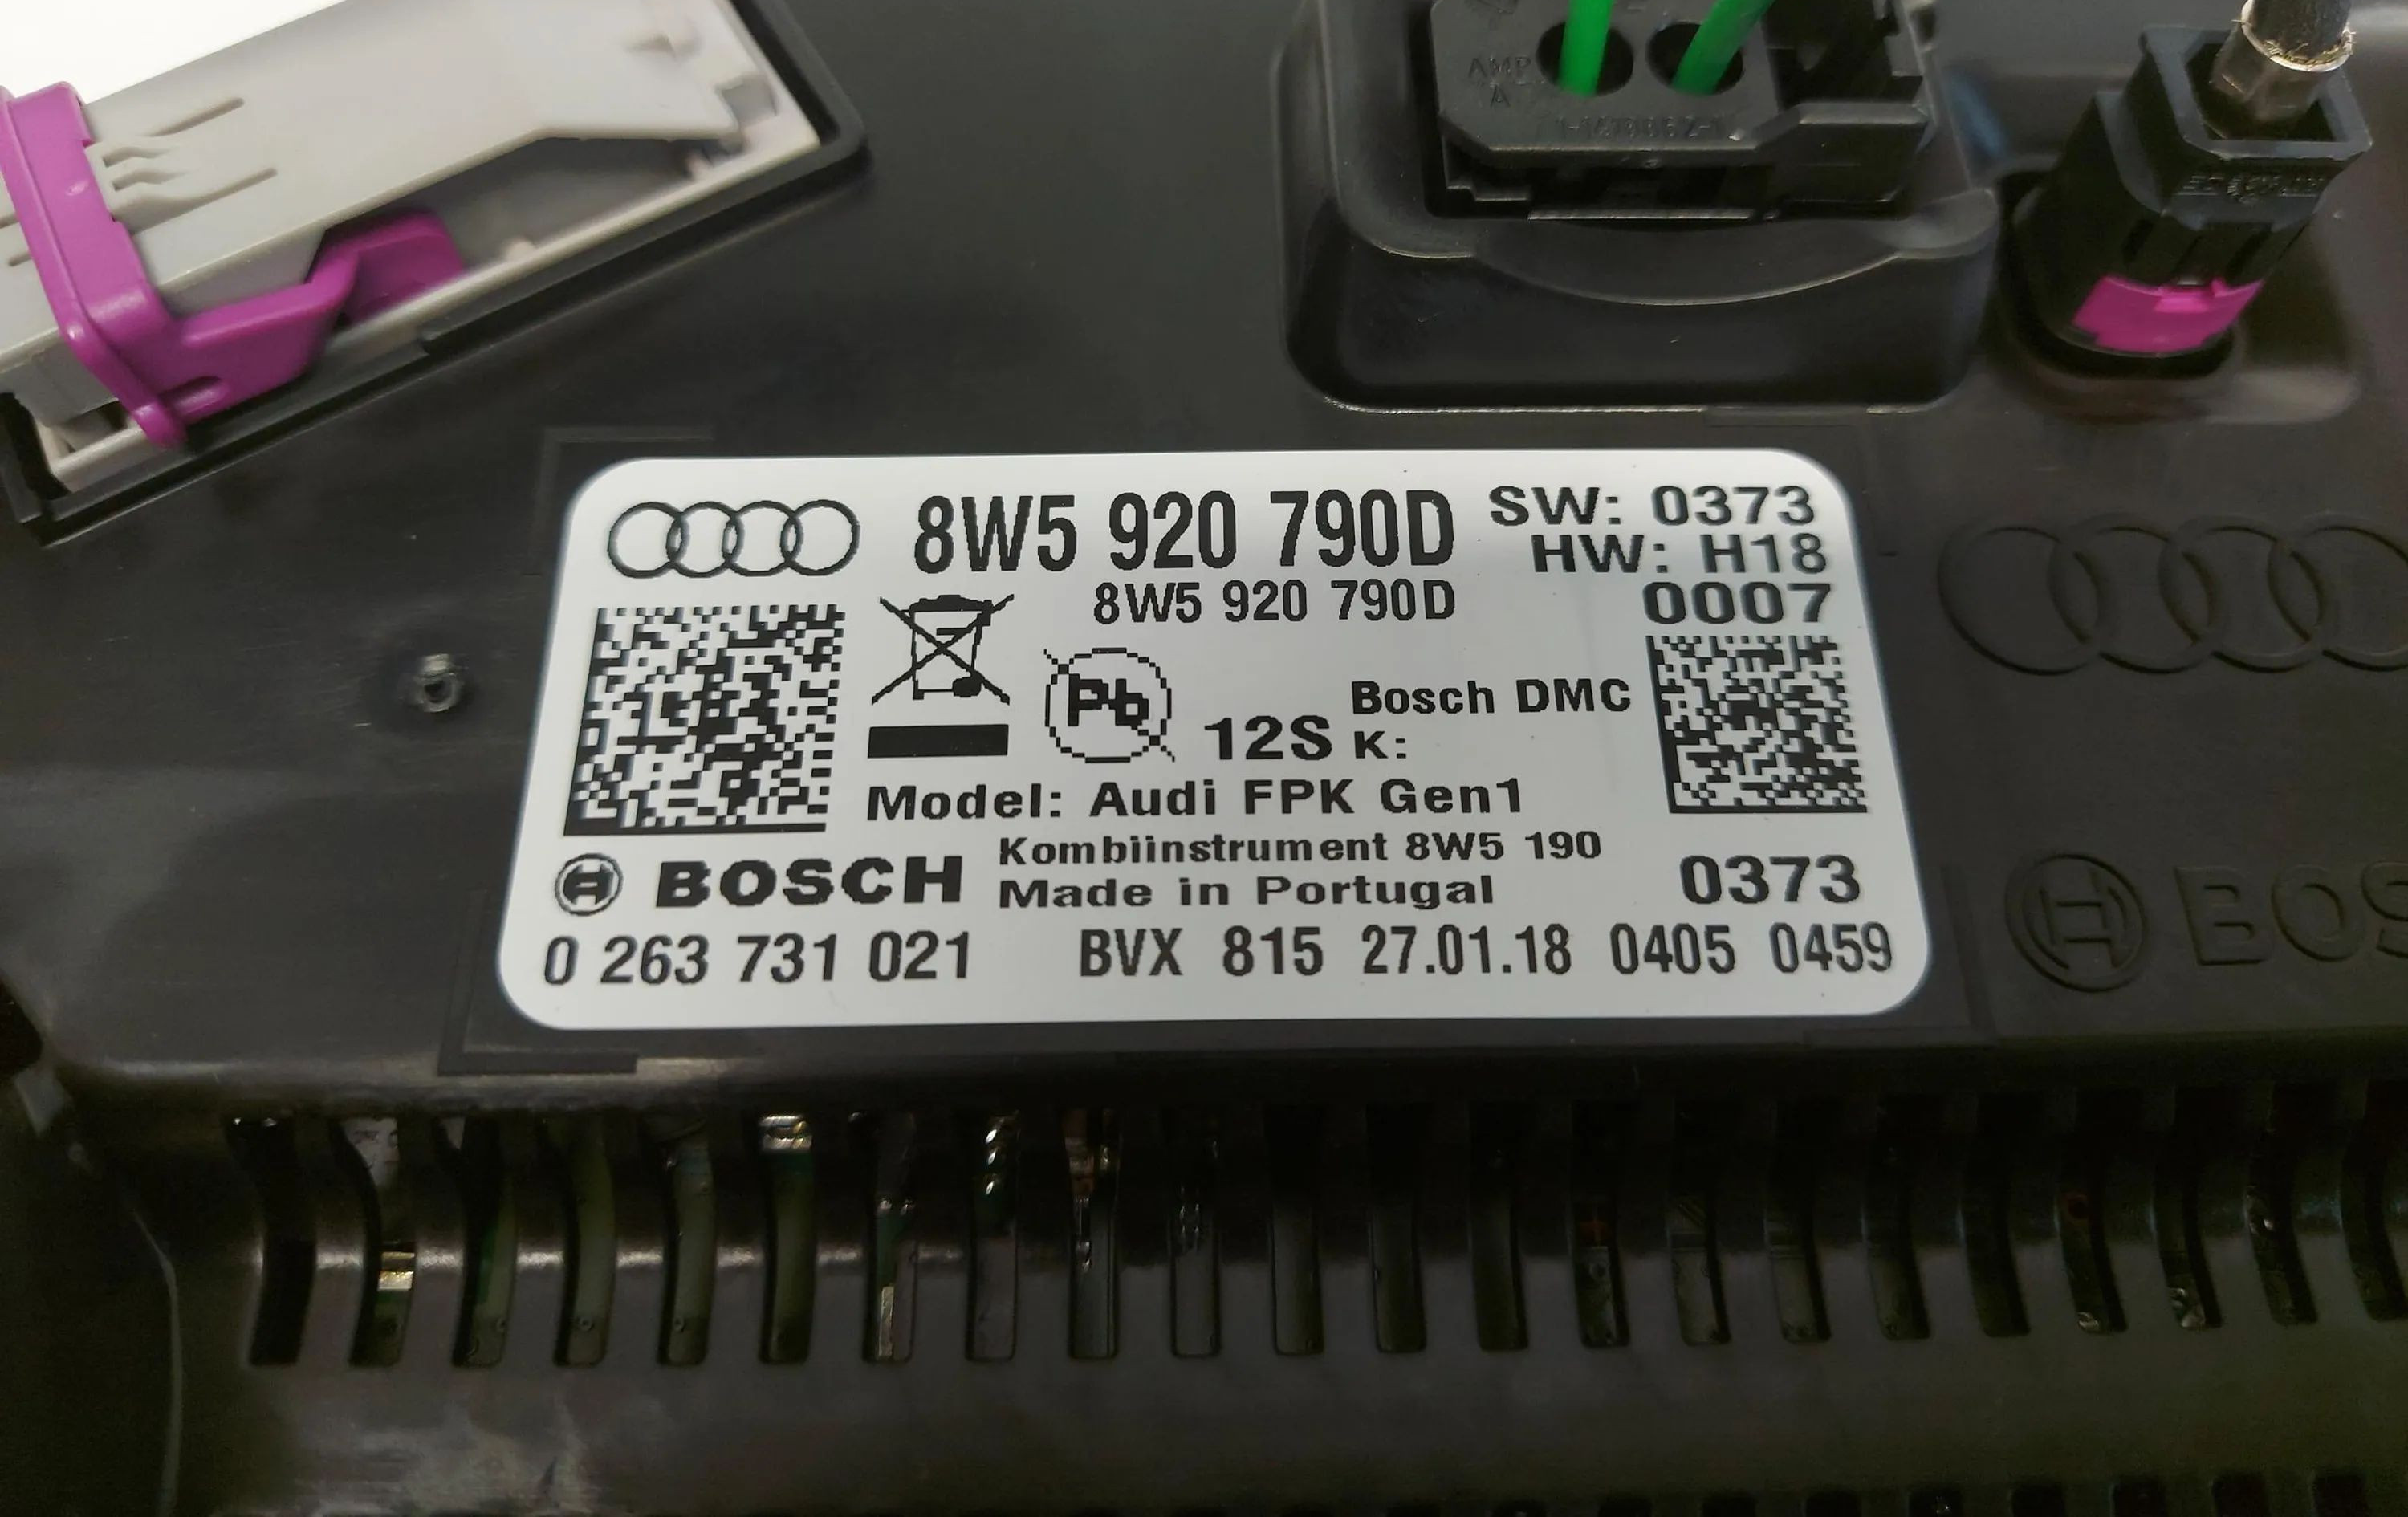 AMP
A
8W5 920 790D SW: 0373
HW: H18
8W5 920 790D 0007
Pb
12S Bosch DMC
K:
Model: Audi FPK Gen1
Kombiinstrument 8W5 190
BOSCH Made in Portugal 0373
0 263 731 021 BVX 815 27.01.18 0405 0459
BOS